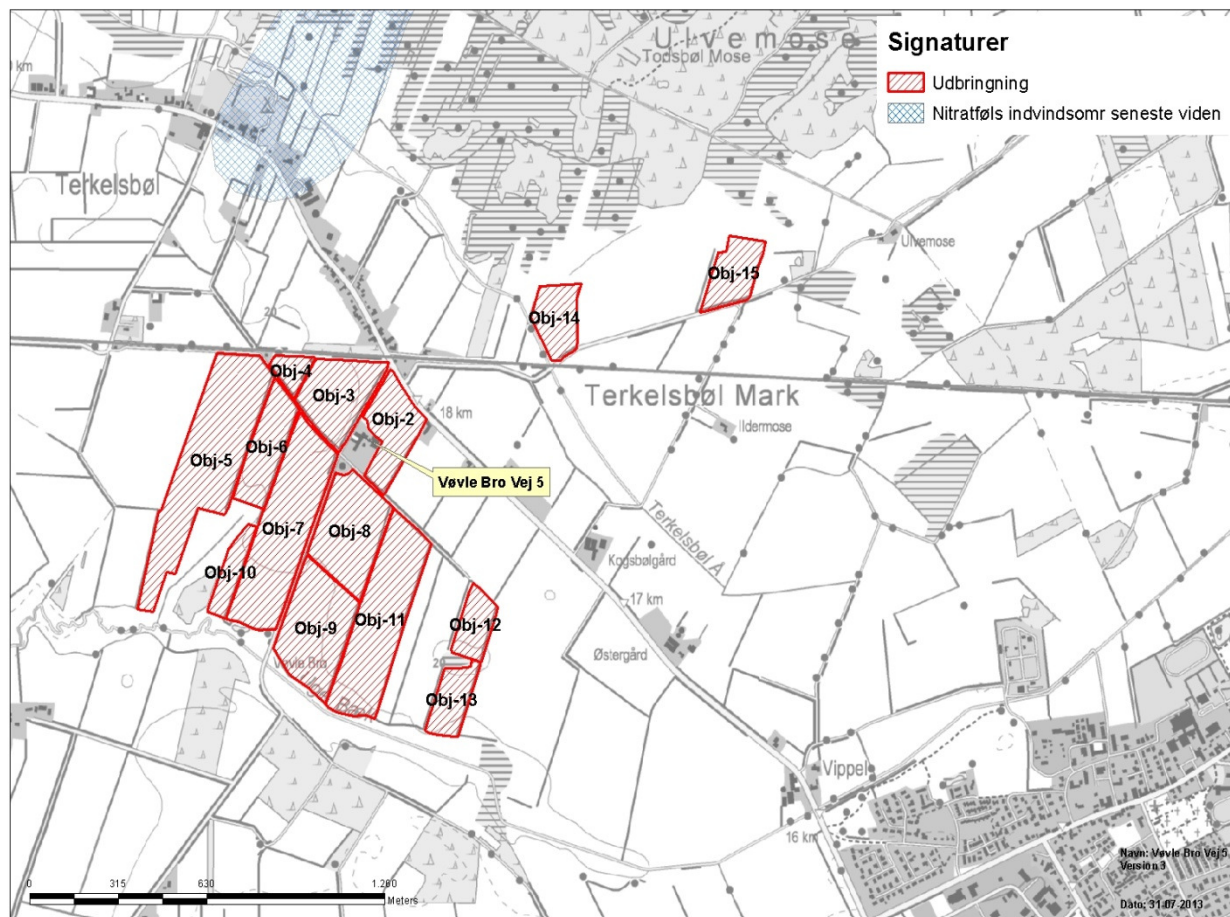 Ulvemose
Todsbøl Mose
Signaturer
Udbringning
Nitratføls indvindsomr seneste viden
Terkelsbøl
Ulvemose
Obj-15
20
Obj-14
Obj-4
Obj-3
Terkelsbøl Mark
Obj-2
18 km
Ildermose
Obj-6
Obj-5
Vøvle Bro Vej 5
Obj-7
Obj-8
Terkelsbøl Å
Kogsbølgård
Obj-10
17 km
Obj-11
Obj-9
Obj-12
Østergård
Vøvle Bro
20
Obj-13
Vippel
16 km
Navn: Vøvle Bro Vej 5
Version 3
0 315 630 1.260
Meters
Dato: 31-07-2013